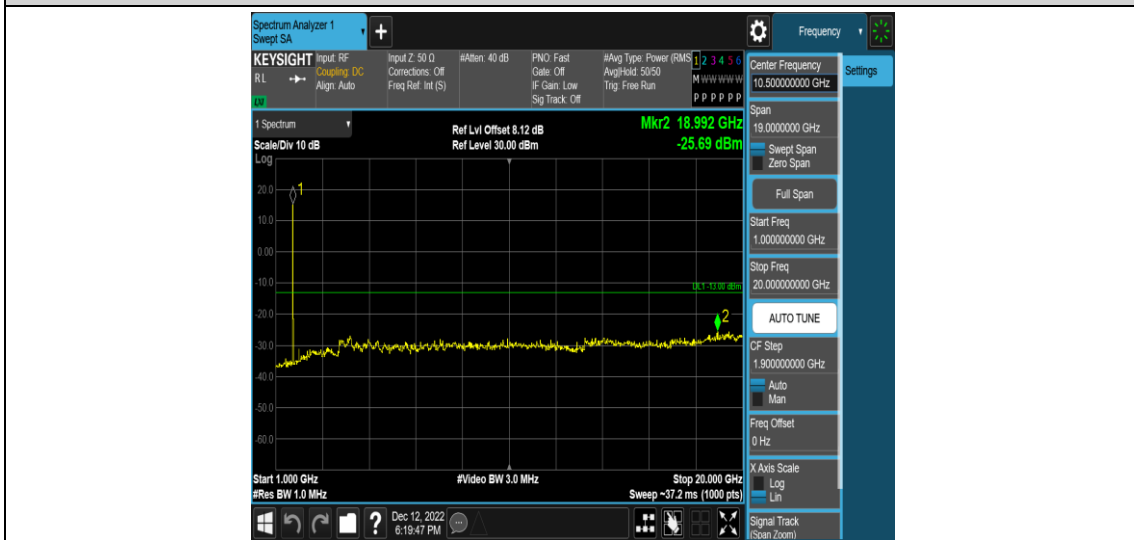 Spectrum Analyzer 1
Swept SA
+
Frequency
KEYSIGHT
Input: RF
Coupling: DC
Align: Auto
RL
LXI
Input Z: 50 Ω
Corrections: Off
Freq Ref: Int (S)
#Atten: 40 dB
PNO: Fast
Gate: Off
IF Gain: Low
Sig Track: Off
#Avg Type: Power (RMS
Avg|Hold: 50/50
Trig: Free Run
1 2 3 4 5 6
M W W W W W
P P P P P P
Center Frequency
10.500000000 GHz
Settings
Span
19.0000000 GHz
Swept Span
Zero Span
Full Span
Start Freq
1.000000000 GHz
Stop Freq
20.000000000 GHz
AUTO TUNE
CF Step
1.900000000 GHz
Auto
Man
Freq Offset
0 Hz
X Axis Scale
Log
Lin
Signal Track
(Span Zoom)
1 Spectrum
Scale/Div 10 dB
Log
Ref Lvl Offset 8.12 dB
Ref Level 30.00 dBm
Mkr2 18.992 GHz
-25.69 dBm
20.0
10.0
0.00
-10.0
-20.0
-30.0
-40.0
-50.0
-60.0
1
DL1 -13.00 dBm
2
Start 1.000 GHz
#Res BW 1.0 MHz
#Video BW 3.0 MHz
Stop 20.000 GHz
Sweep ~37.2 ms (1000 pts)
?
Dec 12, 2022
6:19:47 PM